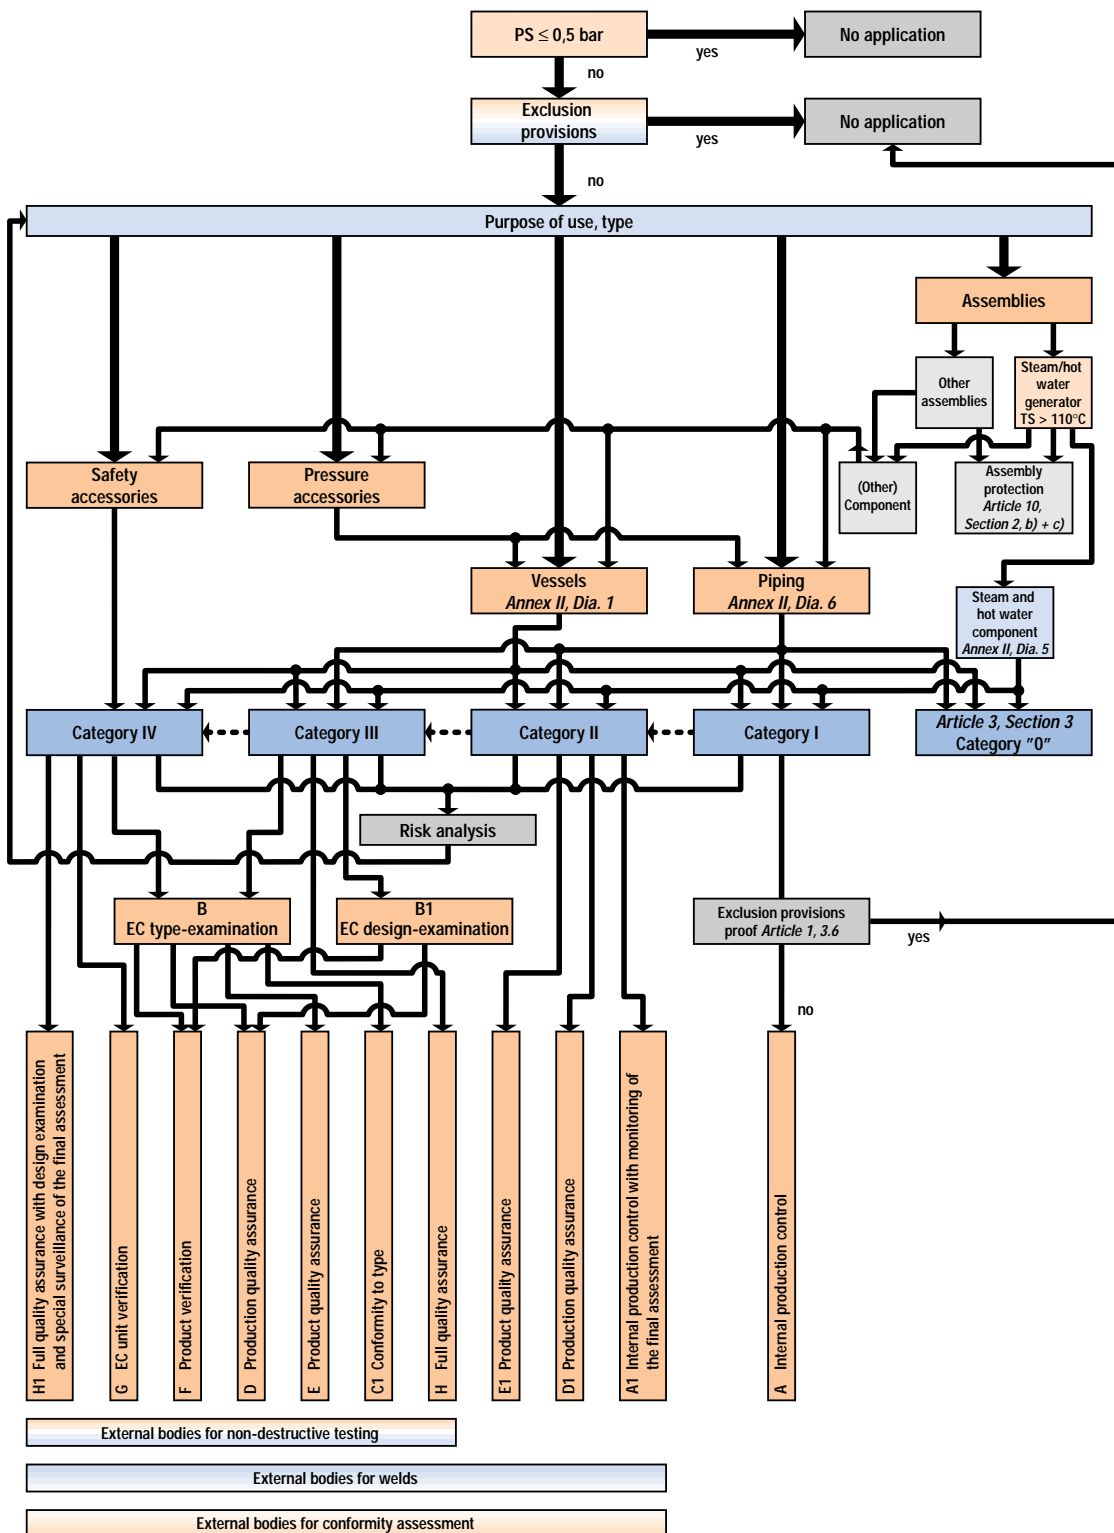 PS ≤ 0,5 bar
yes
No application
no
Exclusion
provisions
yes
No application
no
Purpose of use, type
Assemblies
Other
assemblies
Steam/hot
water
generator
TS > 110°C
Safety
accessories
Pressure
accessories
(Other)
Component
Assembly
protection
Article 10,
Section 2, b) + c)
Vessels
Annex II, Dia. 1
Piping
Annex II, Dia. 6
Steam and
hot water
component
Annex II, Dia. 5
Category IV
Category III
Category II
Category I
Article 3, Section 3
Category "0"
Risk analysis
B
EC type-examination
B1
EC design-examination
Exclusion provisions
proof Article 1, 3.6
yes
no
H1 Full quality assurance with design examination
and special surveillance of the final assessment
G EC unit verification
F Product verification
D Production quality assurance
E Product quality assurance
C1 Conformity to type
H Full quality assurance
E1 Product quality assurance
D1 Production quality assurance
A1 Internal production control with monitoring of
the final assessment
A Internal production control
External bodies for non-destructive testing
External bodies for welds
External bodies for conformity assessment